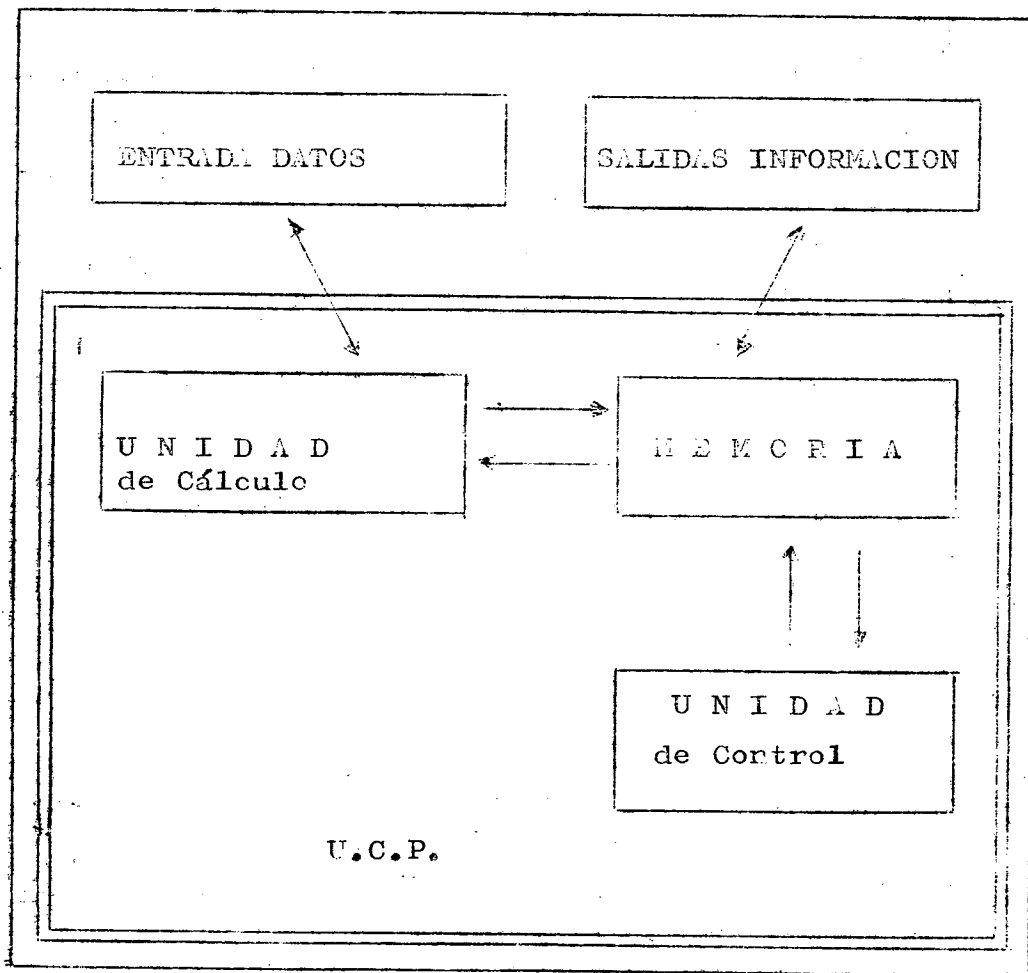 ENTRADA DATOS
SALIDAS INFORMACION
U N I D A D
de Cálculo
M E M O R I A
U N I D A D
de Control
U.C.P.